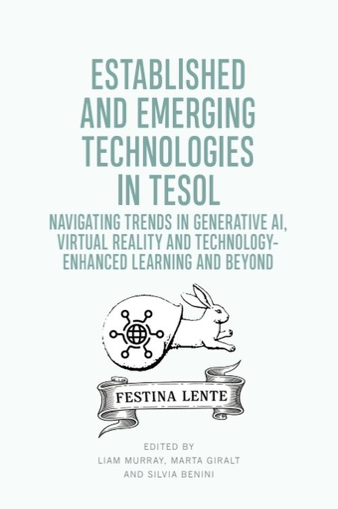 ESTABLISHED
AND EMERGING
TECHNOLOGIES
IN TESOL
NAVIGATING TRENDS IN GENERATIVE AI,
VIRTUAL REALITY AND TECHNOLOGY-
ENHANCED LEARNING AND BEYOND
FESTINA LENTE
EDITED BY
LIAM MURRAY, MARTA GIRALT
AND SILVIA BENINI